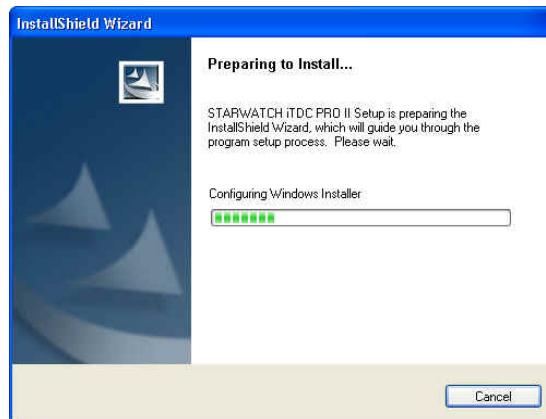 InstallShield Wizard
Preparing to Install...
STARWATCH iTDC PRO II Setup is preparing the
InstallShield Wizard, which will guide you through the
program setup process. Please wait.
Configuring Windows Installer
Cancel